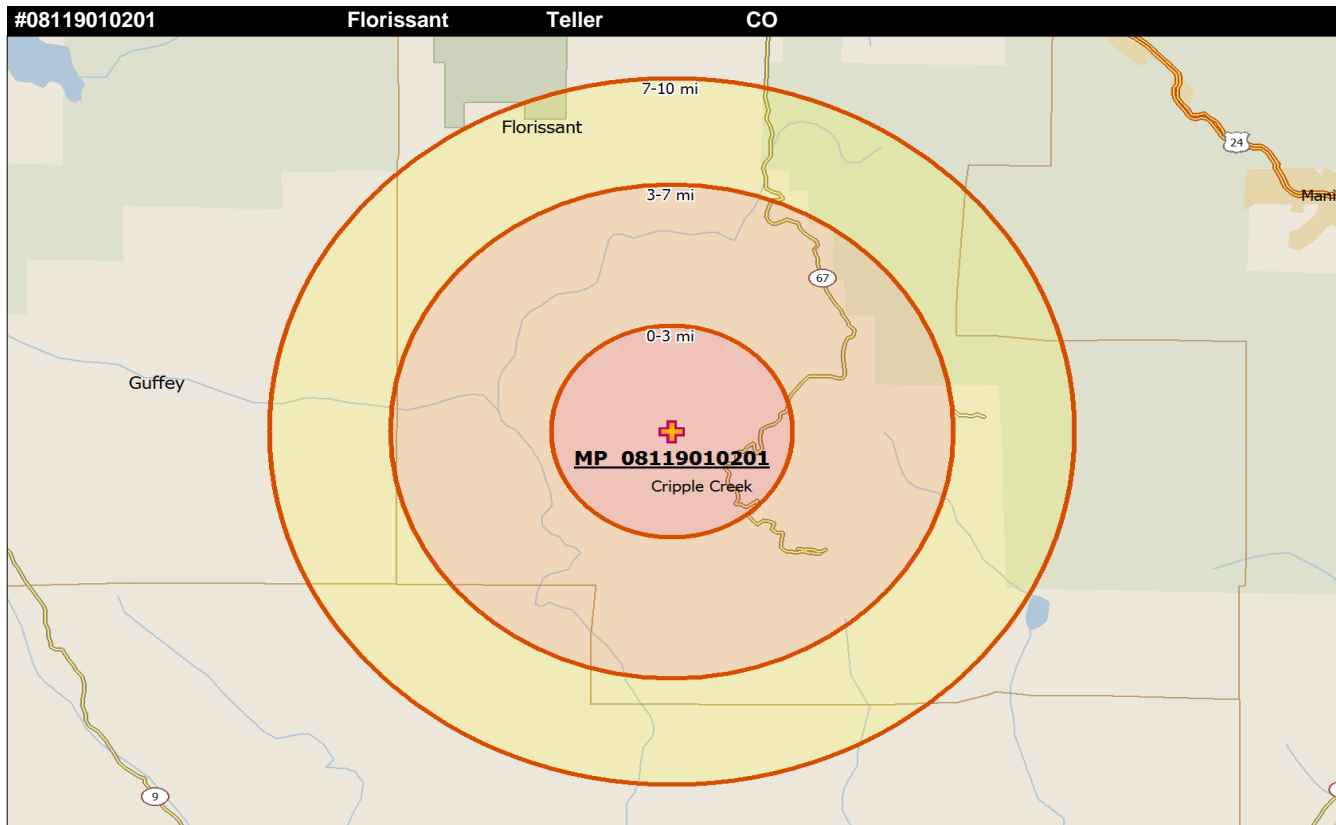 #08119010201 Florissant Teller CO
7-10 mi
Florissant
24
3-7 mi
Mani
67
0-3 mi
Guffey
MP 08119010201
Cripple Creek
9